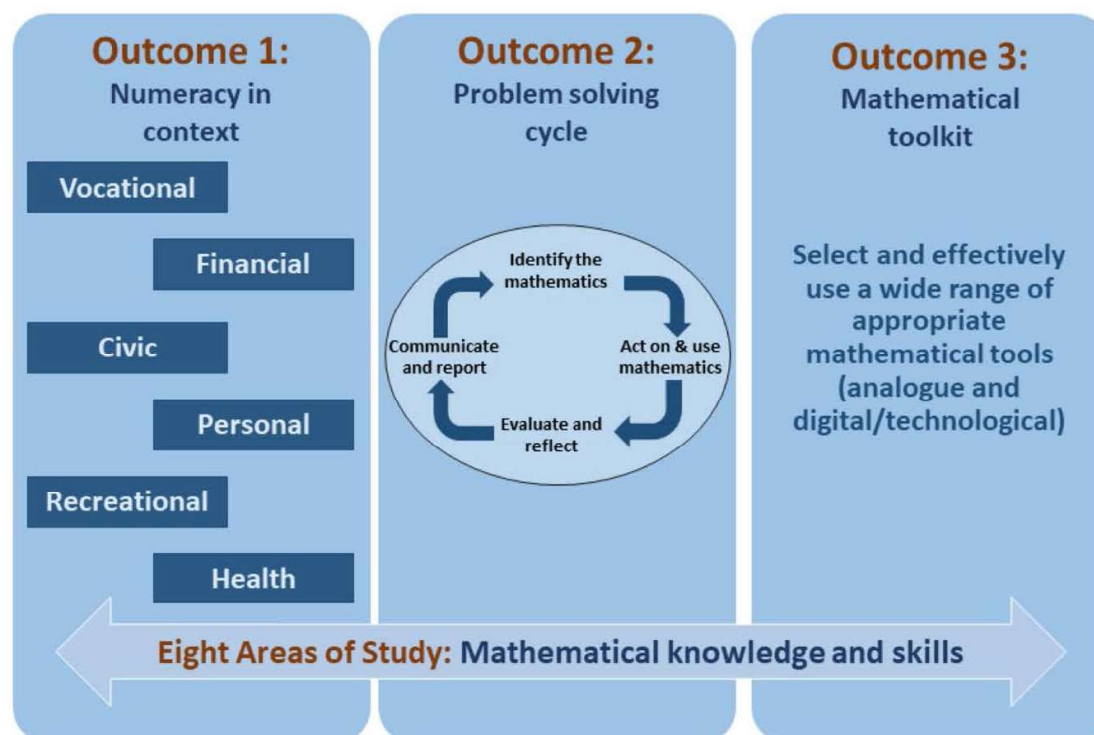 Outcome 1:
Numeracy in
context
Vocational
Financial
Civic
Personal
Recreational
Health
Outcome 2:
Problem solving
cycle
Identify the
mathematics
Act on & use
mathematics
Evaluate and
reflect
Communicate
and report
Outcome 3:
Mathematical
toolkit
Select and effectively
use a wide range of
appropriate
mathematical tools
(analogue and
digital/technological)
Eight Areas of Study: Mathematical knowledge and skills